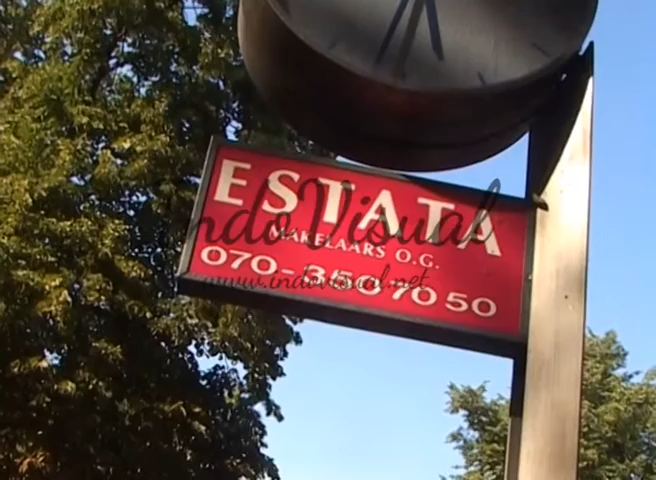 ESTATA
MAKELAARS O.G.
070-3507050
IndoVisual
www.indovisual.net